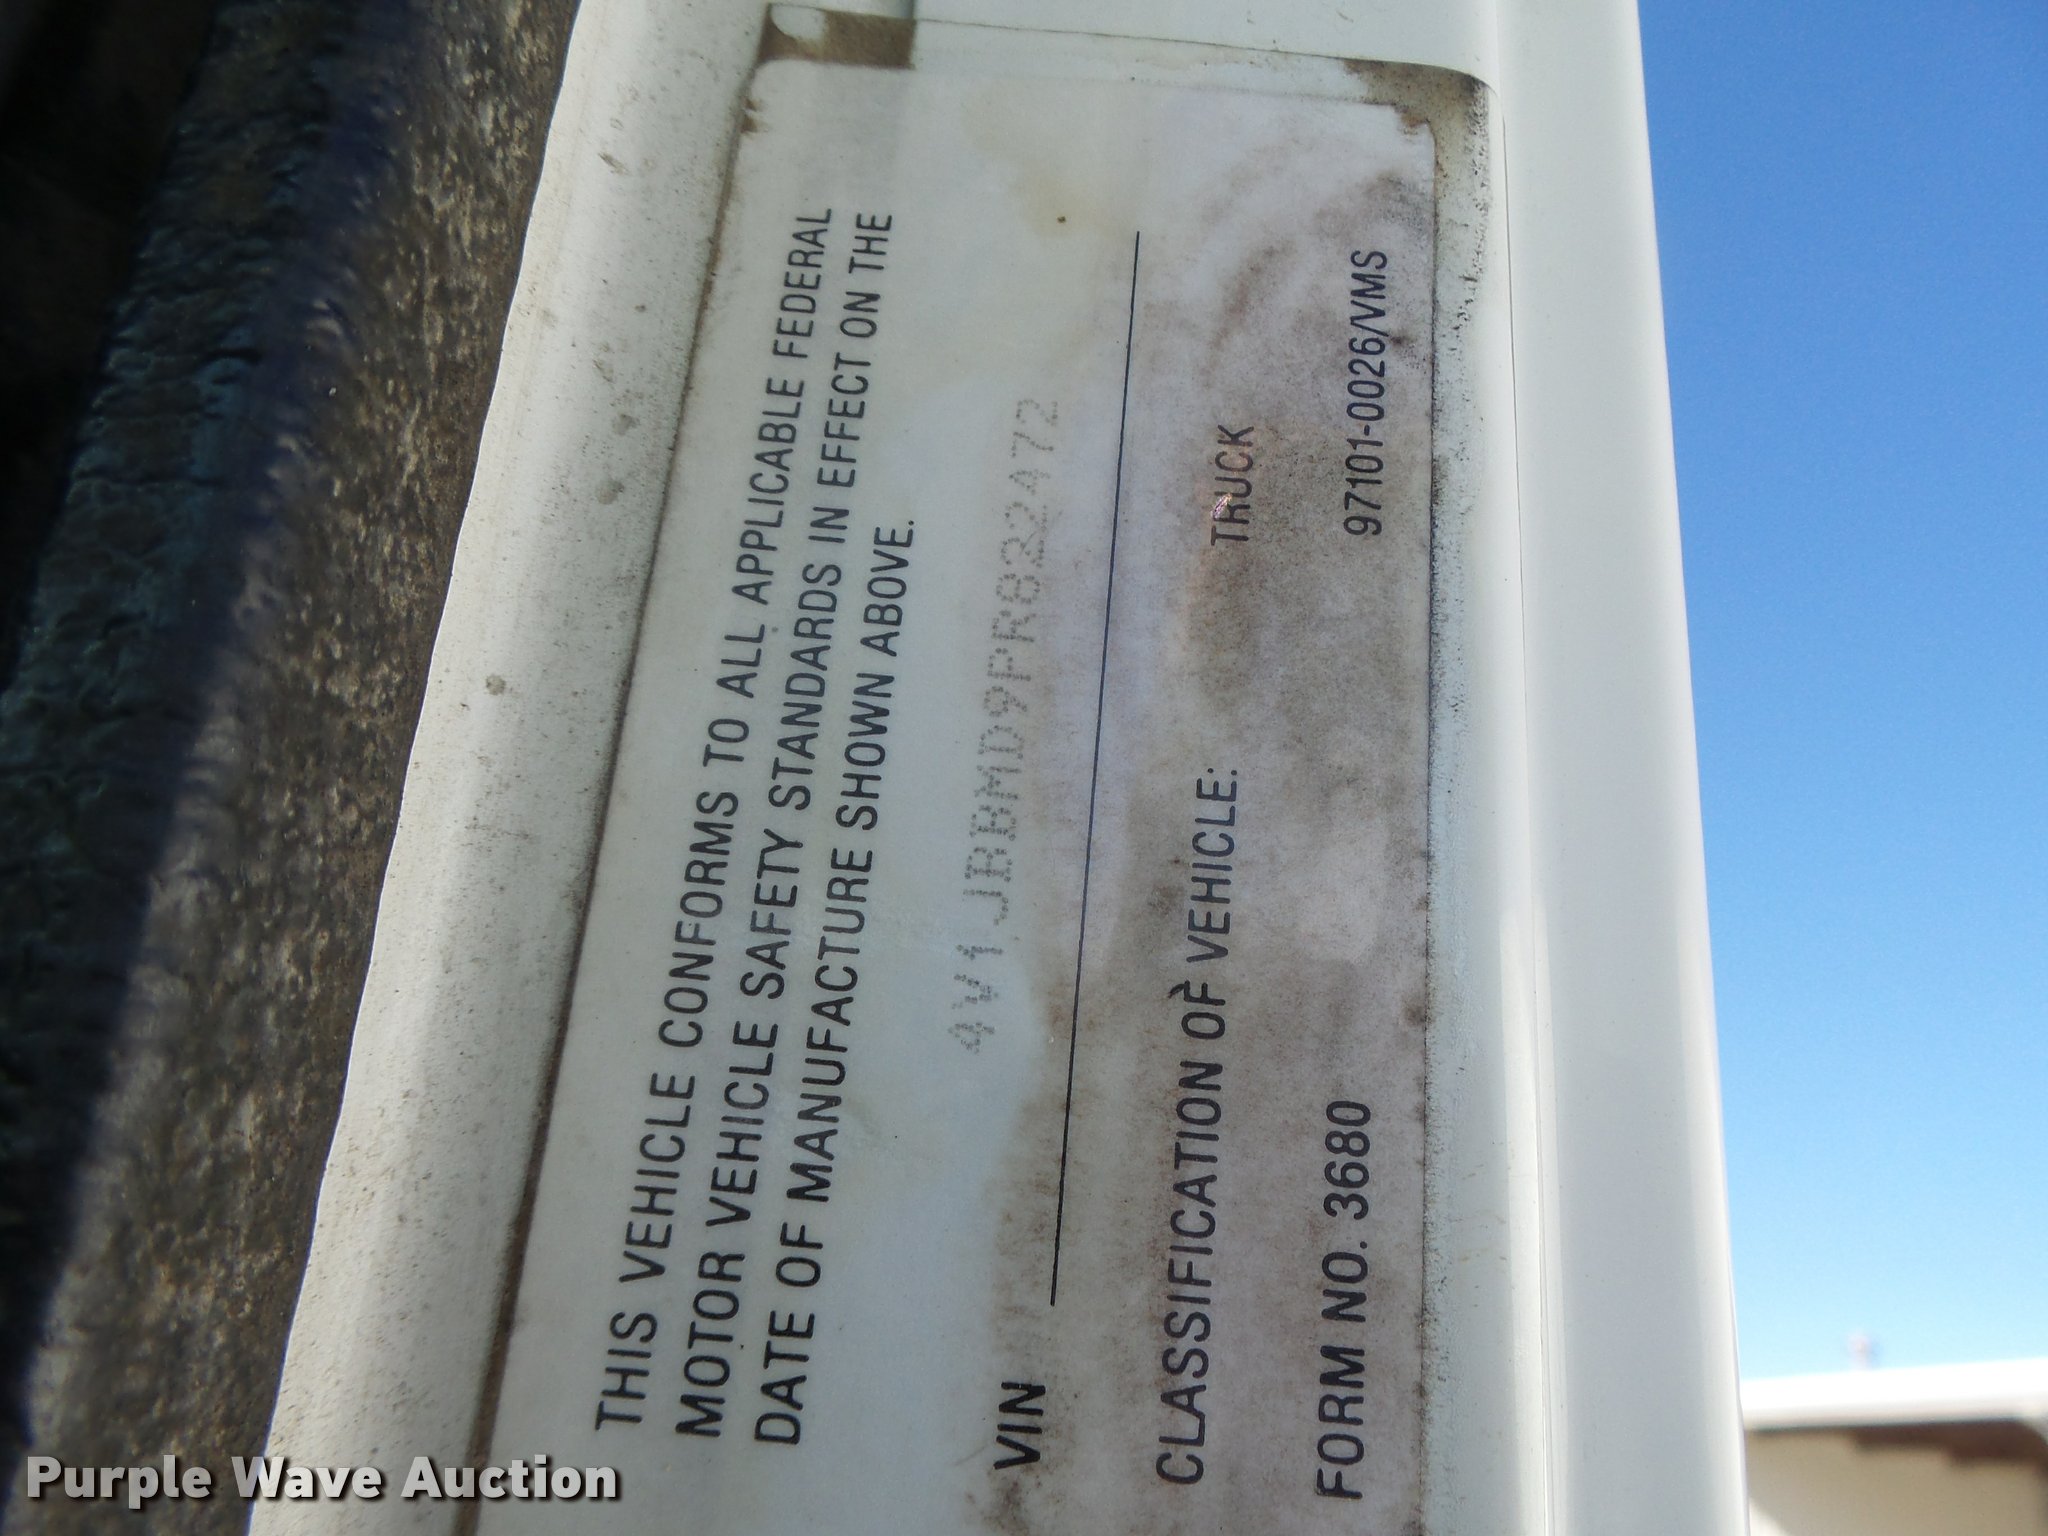 THIS VEHICLE CONFORMS TO ALL APPLICABLE FEDERAL
MOTOR VEHICLE SAFETY STANDARDS IN EFFECT ON THE
DATE OF MANUFACTURE SHOWN ABOVE.
VIN 4V1JBBMD9PR822472
CLASSIFICATION OF VEHICLE: TRUCK
FORM NO. 3680 97101-0026/VMS
Purple Wave Auction